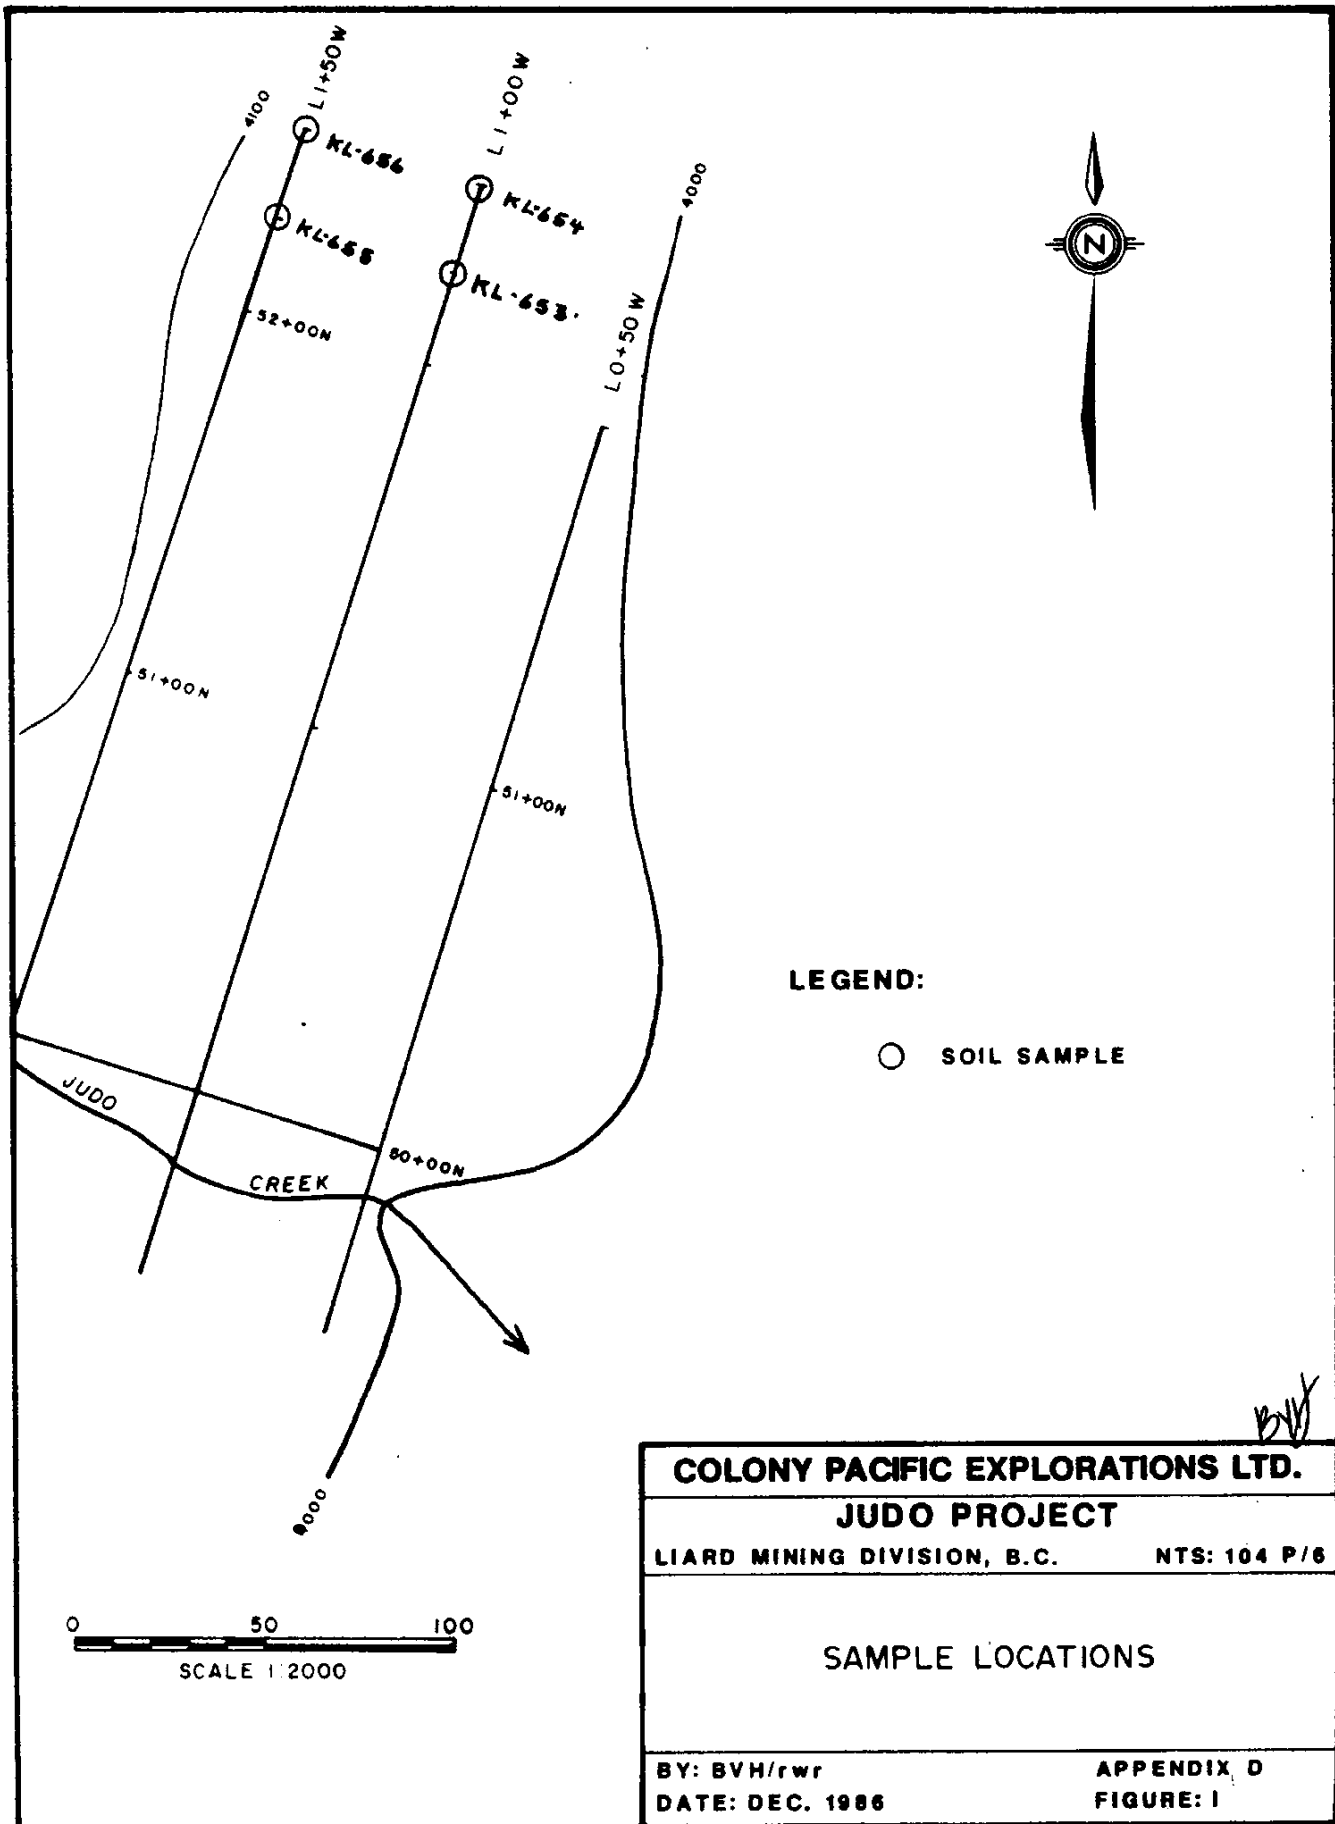 L1+50W
L1+00W
4100
KL-656
4000
KL-654
KL-655
N
KL-653
52+00N
L0+50W
51+00N
51+00N
LEGEND:
SOIL SAMPLE
JUDO
CREEK
50+00N
COLONY PACIFIC EXPLORATIONS LTD.
JUDO PROJECT
LIARD MINING DIVISION, B.C. NTS: 104 P/6
0 50 100
SCALE 1:2000
SAMPLE LOCATIONS
BY: BVH/rwr APPENDIX D
DATE: DEC. 1986 FIGURE: 1